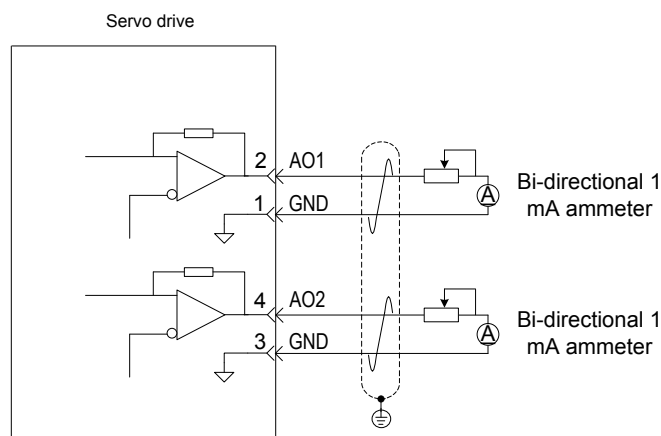 Servo drive
2 AO1
1 GND
A
Bi-directional 1
mA ammeter
4 AO2
3 GND
A
Bi-directional 1
mA ammeter